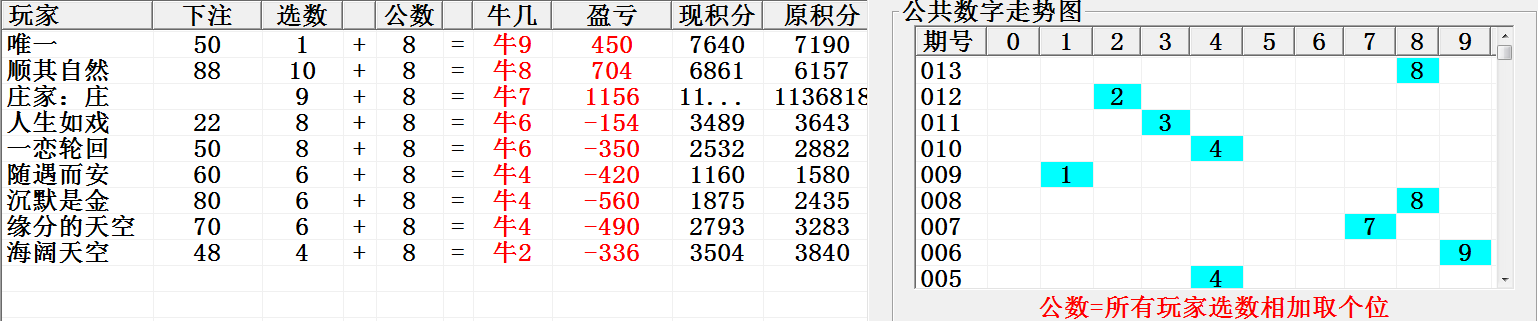 玩家 下注 选数 公数 牛几 盈亏 现积分 原积分
唯一 50 1 + 8 = 牛9 450 7640 7190
顺其自然 88 10 + 8 = 牛8 704 6861 6157
庄家：庄 9 + 8 = 牛7 1156 11... 1136818
人生如戏 22 8 + 8 = 牛6 -154 3489 3643
一恋轮回 50 8 + 8 = 牛6 -350 2532 2882
随遇而安 60 6 + 8 = 牛4 -420 1160 1580
沉默是金 80 6 + 8 = 牛4 -560 1875 2435
缘分的天空 70 6 + 8 = 牛4 -490 2793 3283
海阔天空 48 4 + 8 = 牛2 -336 3504 3840
公共数字走势图
期号 0 1 2 3 4 5 6 7 8 9
013 8
012 2
011 3
010 4
009 1
008 8
007 7
006 9
005 4
公数=所有玩家选数相加取个位